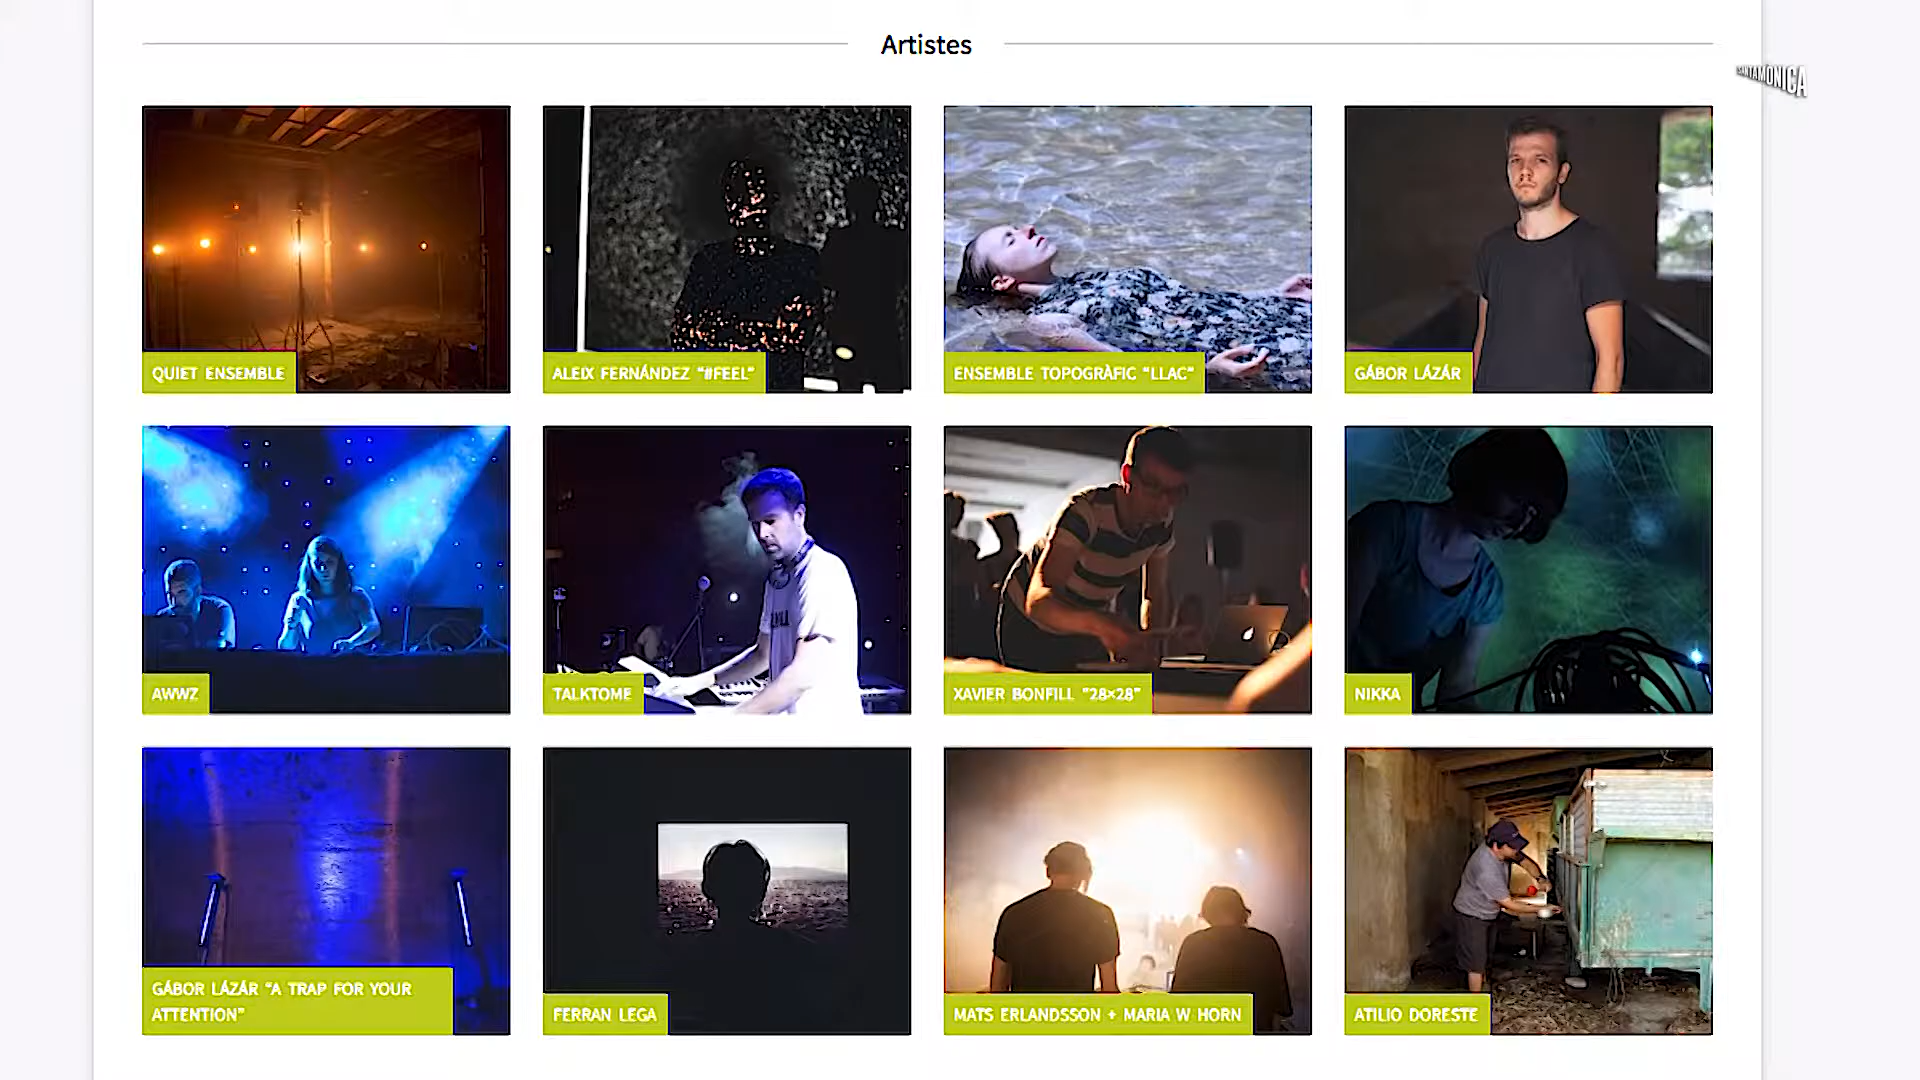 Artistes
SANTAMÒNICA
QUIET ENSEMBLE
ALEIX FERNÁNDEZ “#FEEL”
ENSEMBLE TOPOGRÀFIC “LLAC”
GÁBOR LÁZÁR
AWWZ
TALKTOME
XAVIER BONFILL “28×28”
NIKKA
GÁBOR LÁZÁR “A TRAP FOR YOUR
ATTENTION”
FERRAN LEGA
MATS ERLANDSSON + MARIA W HORN
ATILIO DORESTE